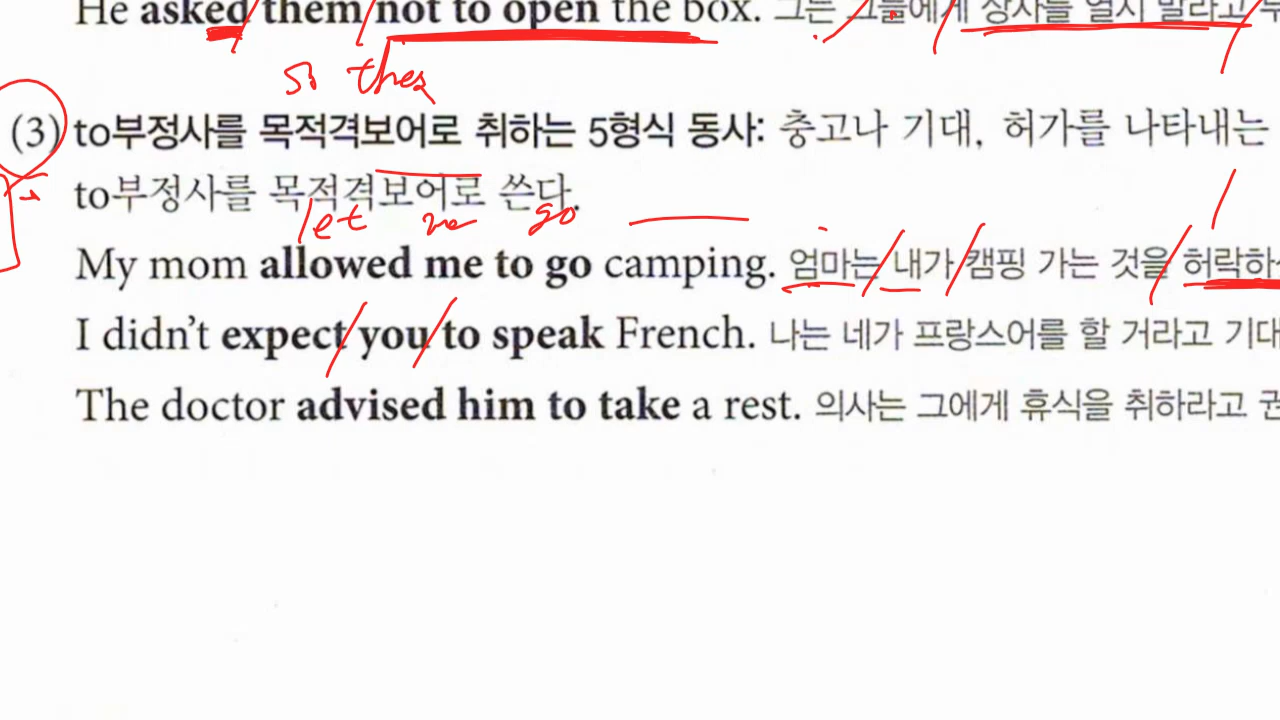 He asked them not to open the box. 그는 그들에게 상자를 열지 말라고
so
(3) to부정사를 목적격보어로 취하는 5형식 동사: 충고나 기대, 허가를 나타내는
to부정사를 목적격보어로 쓴다.
let me go
My mom allowed me to go camping. 엄마는 내가 캠핑 가는 것을 허락하
I didn't expect you to speak French. 나는 네가 프랑스어를 할 거라고 기대
The doctor advised him to take a rest. 의사는 그에게 휴식을 취하라고 권